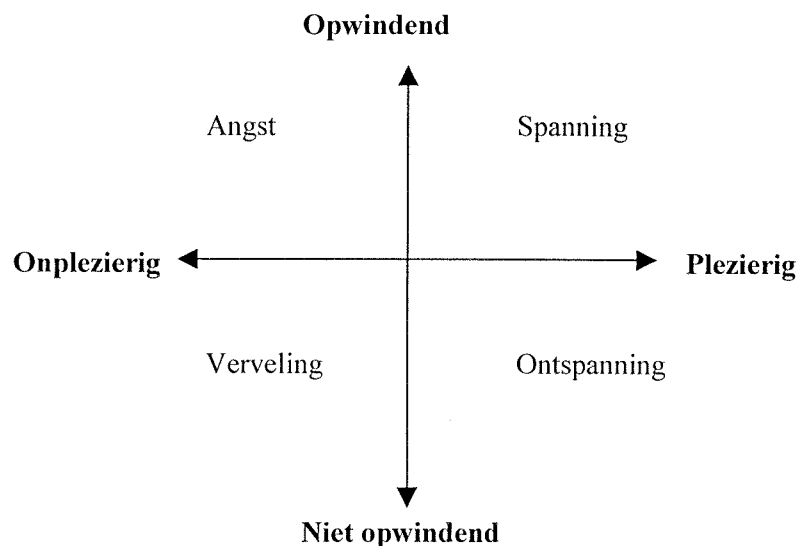 Opwindend
Angst Spanning
Onplezierig Plezierig
Verveling Ontspanning
Niet opwindend